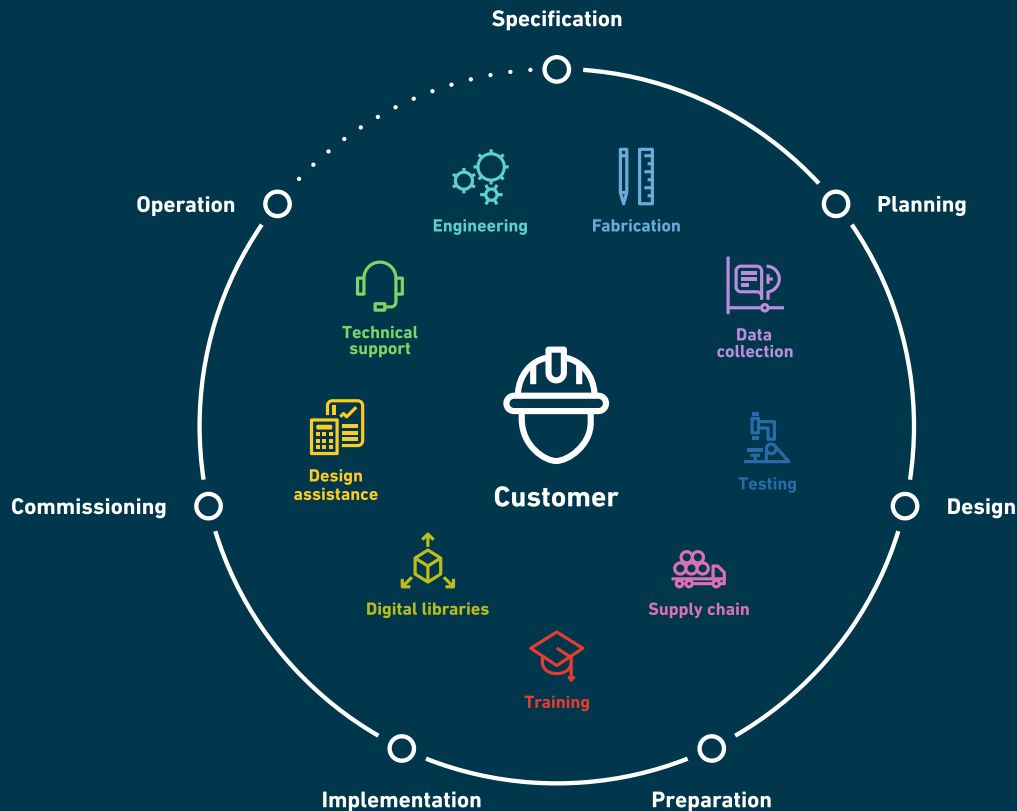 Specification
Operation
Planning
Engineering
Fabrication
Technical
support
Data
collection
Design
assistance
Customer
Testing
Commissioning
Design
Digital libraries
Supply chain
Training
Implementation
Preparation